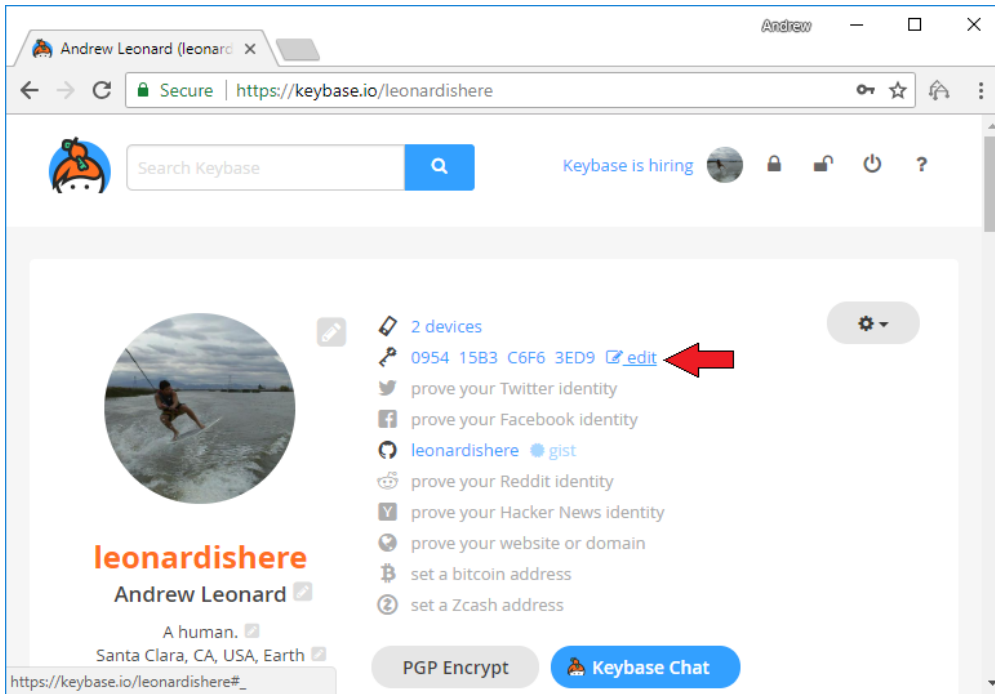 Andrew
Andrew Leonard (leonard
Secure https://keybase.io/leonardishere
Search Keybase
Keybase is hiring
?
2 devices
0954 15B3 C6F6 3ED9 edit
prove your Twitter identity
prove your Facebook identity
leonardishere gist
prove your Reddit identity
prove your Hacker News identity
prove your website or domain
set a bitcoin address
set a Zcash address
leonardishere
Andrew Leonard
A human.
Santa Clara, CA, USA, Earth
PGP Encrypt Keybase Chat
https://keybase.io/leonardishere#_